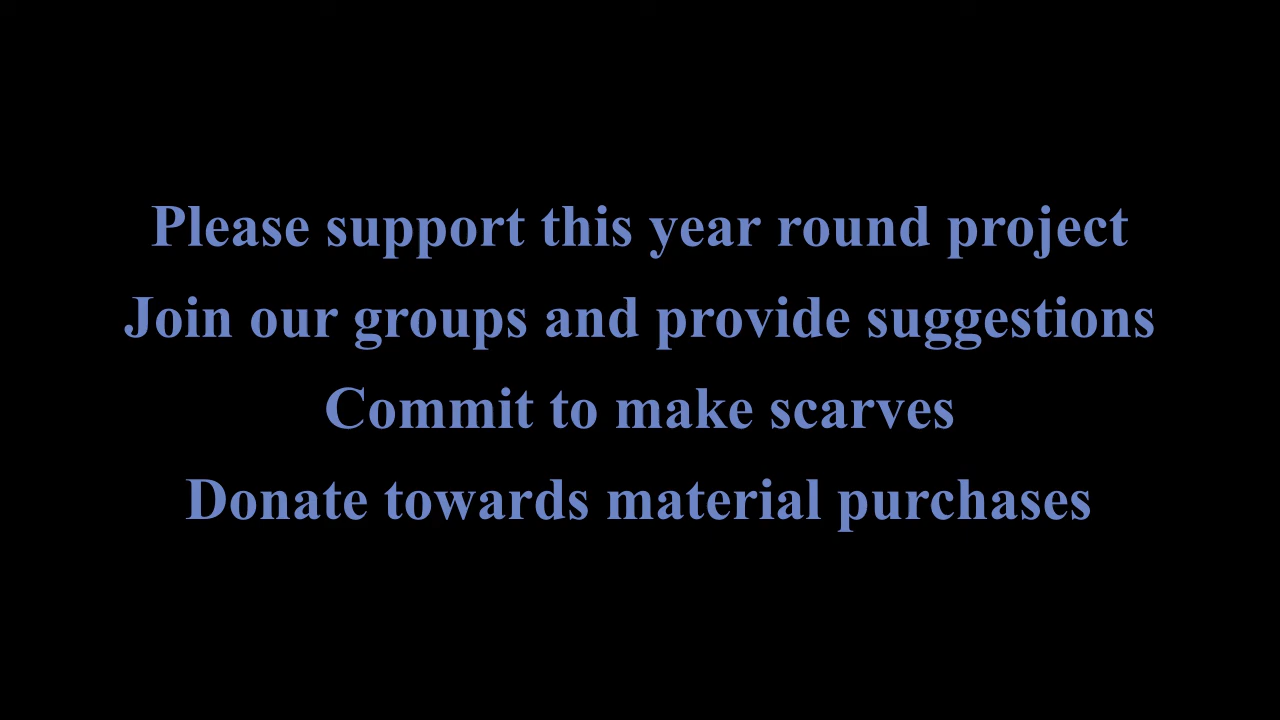 Please support this year round project
Join our groups and provide suggestions
Commit to make scarves
Donate towards material purchases